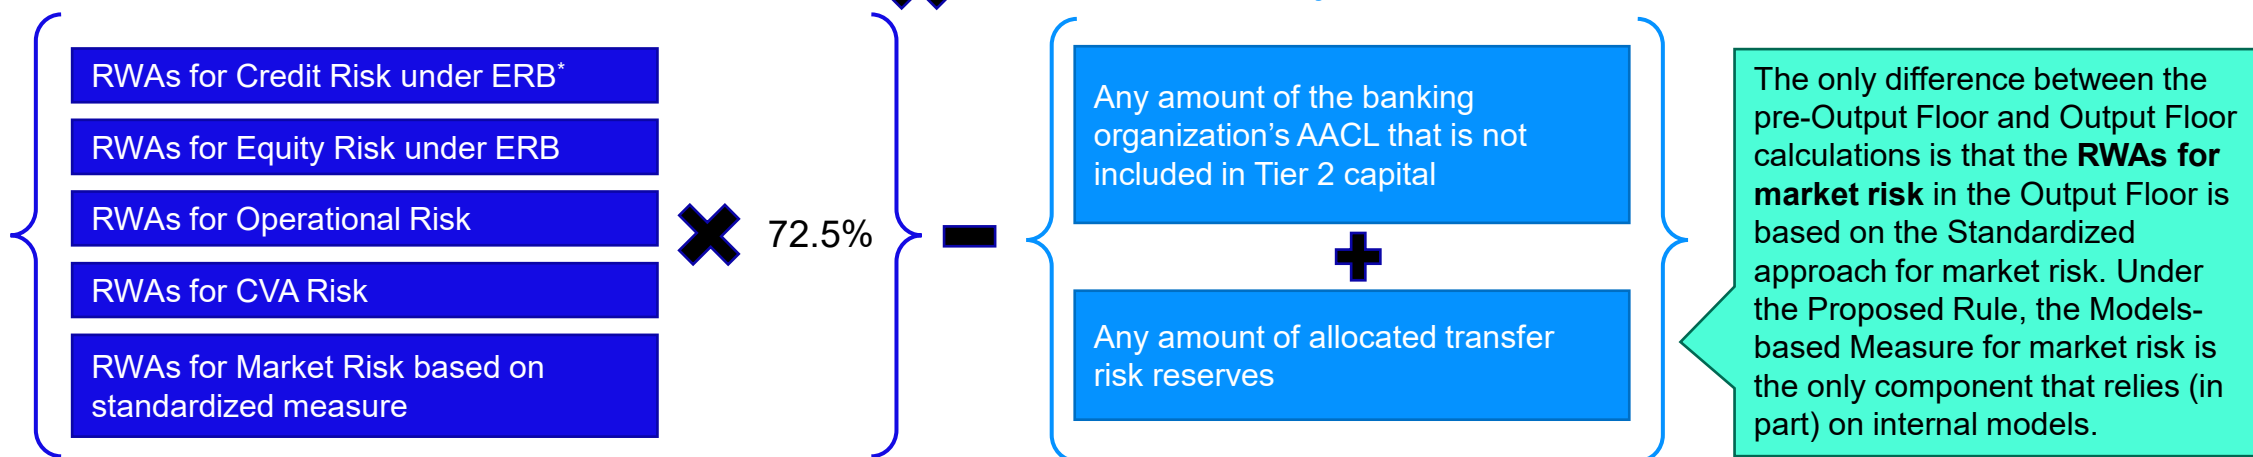 RWAs for Credit Risk under ERB*
RWAs for Equity Risk under ERB
RWAs for Operational Risk
RWAs for CVA Risk
RWAs for Market Risk based on
standardized measure
72.5%
Any amount of the banking
organization’s AACL that is not
included in Tier 2 capital
Any amount of allocated transfer
risk reserves
The only difference between the
pre-Output Floor and Output Floor
calculations is that the RWAs for
market risk in the Output Floor is
based on the Standardized
approach for market risk. Under
the Proposed Rule, the Models-
based Measure for market risk is
the only component that relies (in
part) on internal models.